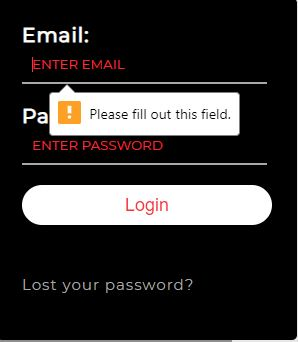 Email:
ENTER EMAIL
Please fill out this field.
Pa
ENTER PASSWORD
Login
Lost your password?